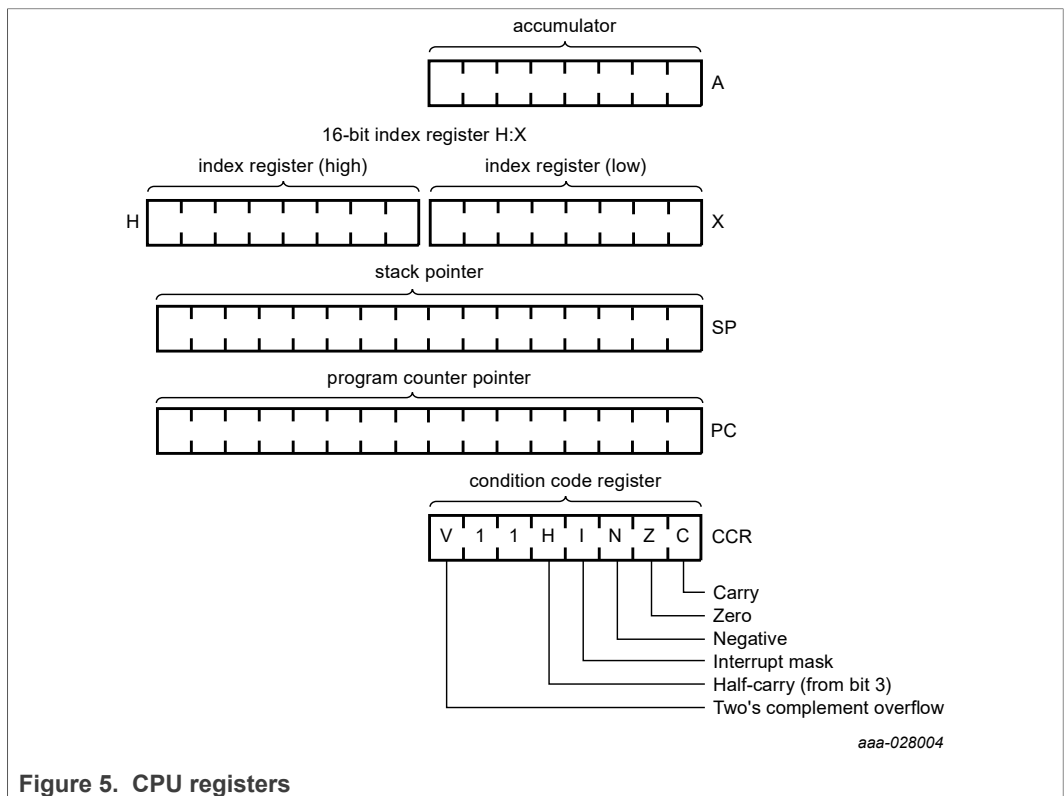 accumulator
A
16-bit index register H:X
index register (high) index register (low)
H X
stack pointer
SP
program counter pointer
PC
condition code register
V 1 1 H I N Z C CCR
Carry
Zero
Negative
Interrupt mask
Half-carry (from bit 3)
Two's complement overflow
aaa-028004
Figure 5. CPU registers